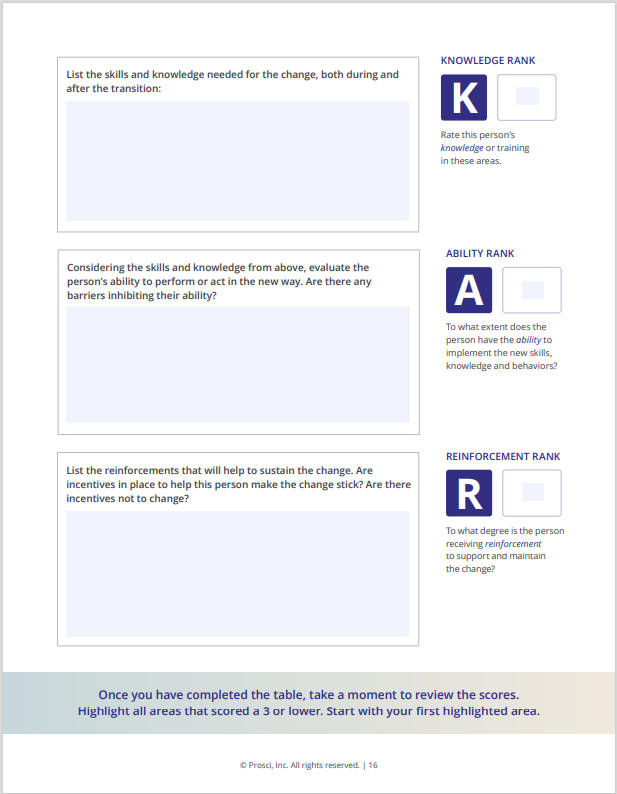 List the skills and knowledge needed for the change, both during and
after the transition:
KNOWLEDGE RANK
K
Rate this person's
knowledge or training
in these areas.
Considering the skills and knowledge from above, evaluate the
person's ability to perform or act in the new way. Are there any
barriers inhibiting their ability?
ABILITY RANK
A
To what extent does the
person have the ability to
implement the new skills,
knowledge and behaviors?
List the reinforcements that will help to sustain the change. Are
incentives in place to help this person make the change stick? Are there
incentives not to change?
REINFORCEMENT RANK
R
To what degree is the person
receiving reinforcement
to support and maintain
the change?
Once you have completed the table, take a moment to review the scores.
Highlight all areas that scored a 3 or lower. Start with your first highlighted area.
© Prosci, Inc. All rights reserved. | 16